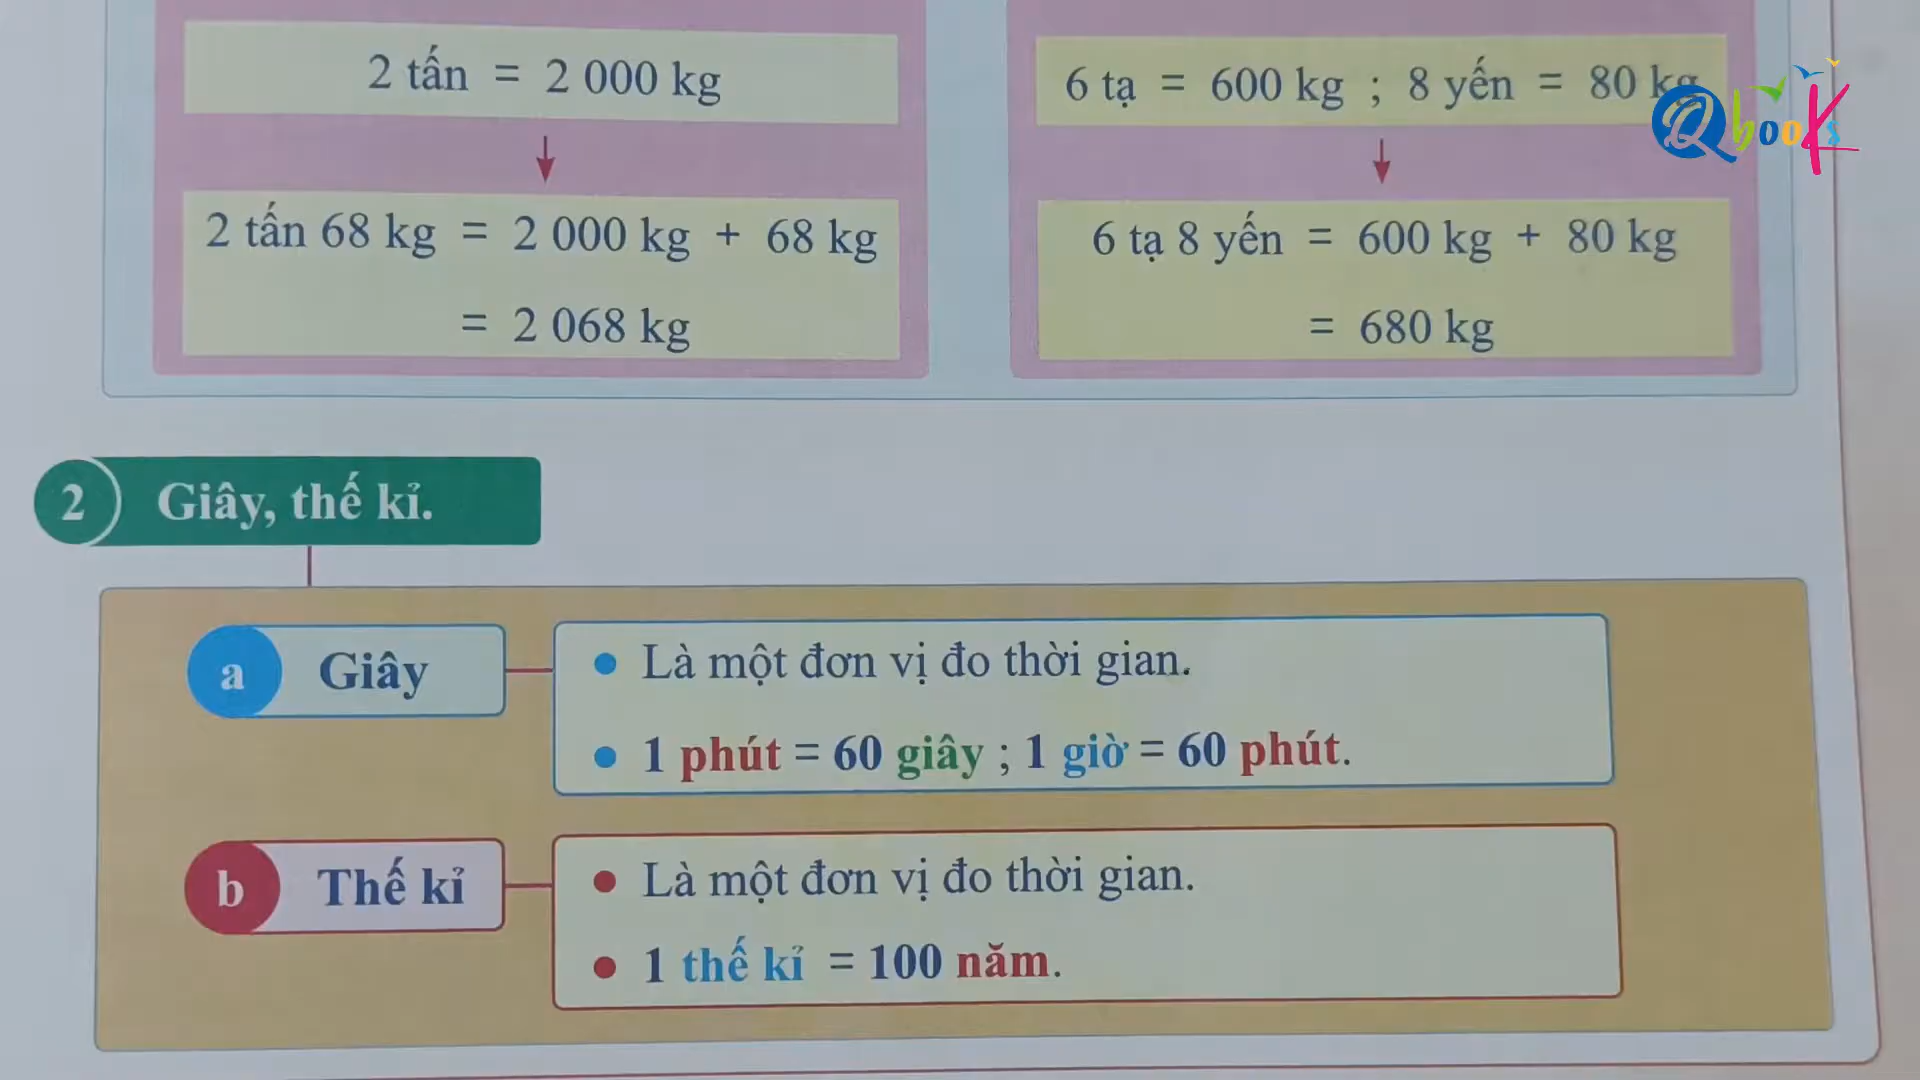 2 tấn = 2 000 kg
6 tạ = 600 kg ; 8 yến = 80 kg
Qbooks
2 tấn 68 kg = 2 000 kg + 68 kg
= 2 068 kg
6 tạ 8 yến = 600 kg + 80 kg
= 680 kg
2 Giây, thế kỉ.
a Giây
• Là một đơn vị đo thời gian.
• 1 phút = 60 giây ; 1 giờ = 60 phút.
b Thế kỉ
• Là một đơn vị đo thời gian.
• 1 thế kỉ = 100 năm.